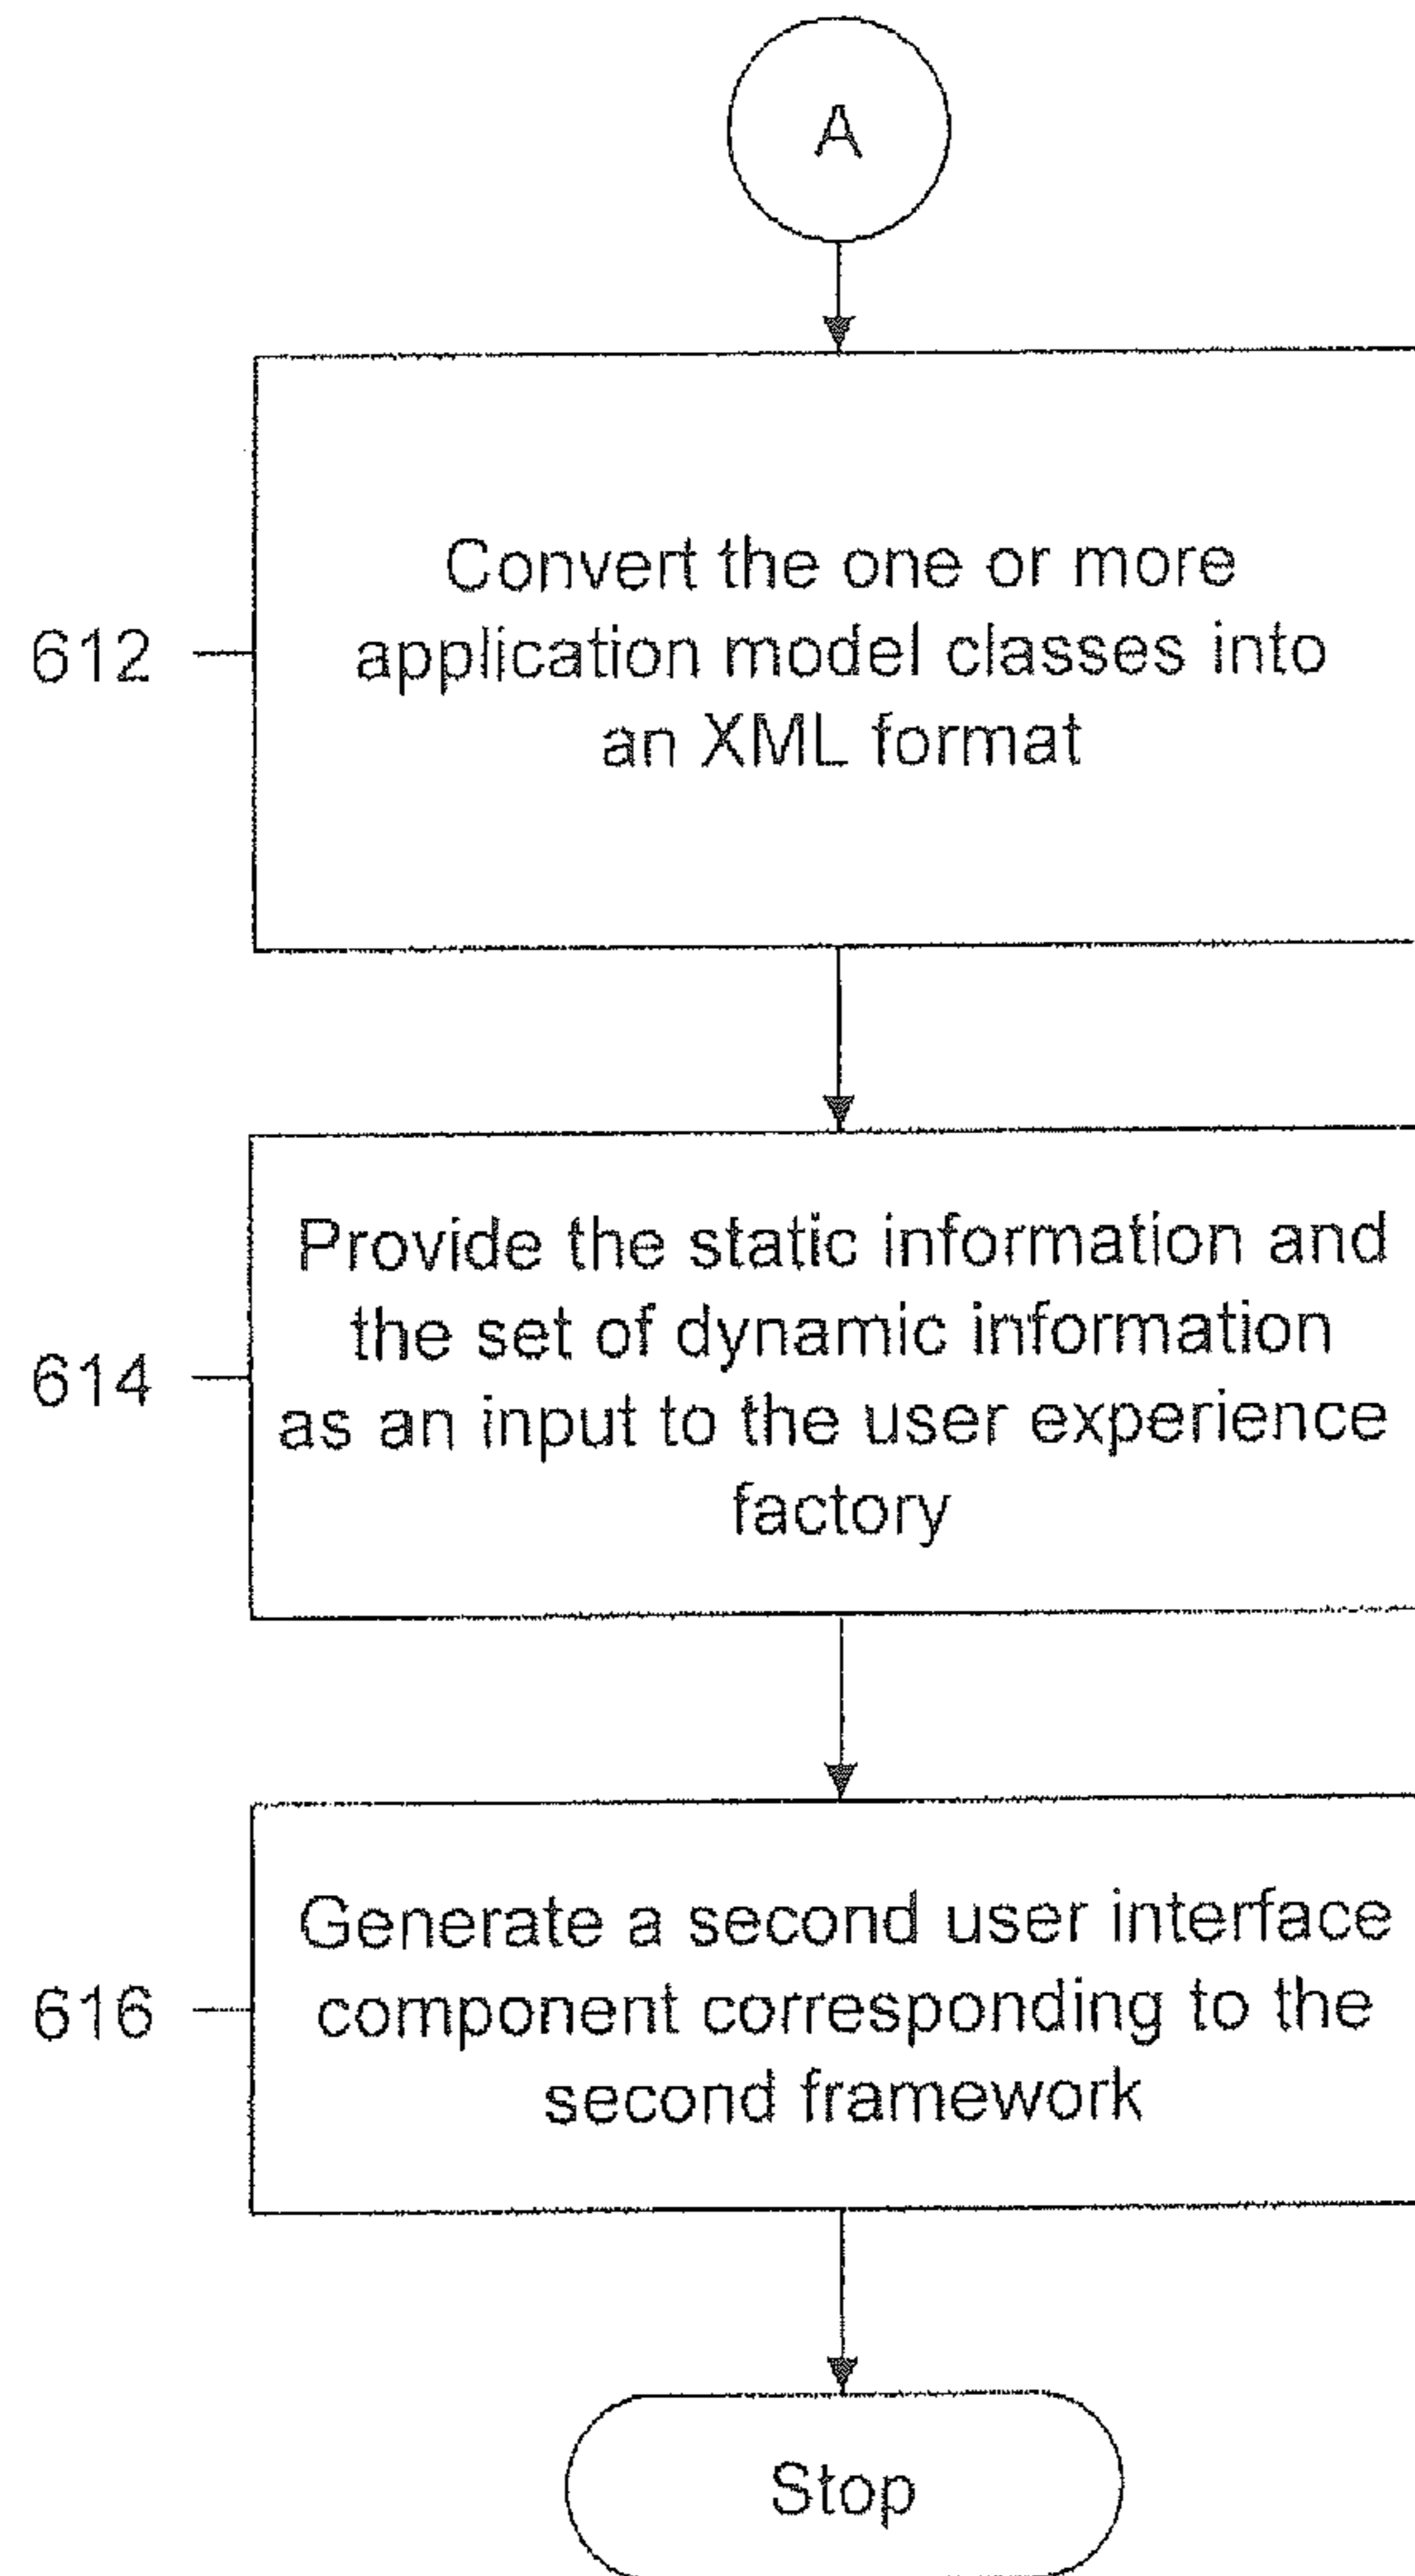 A
Convert the one or more
612
application model classes into
an XML format
Provide the static information and
the set of dynamic information
614
as an input to the user experience
factory
Generate a second user interface
616
component corresponding to the
second framework
Stop